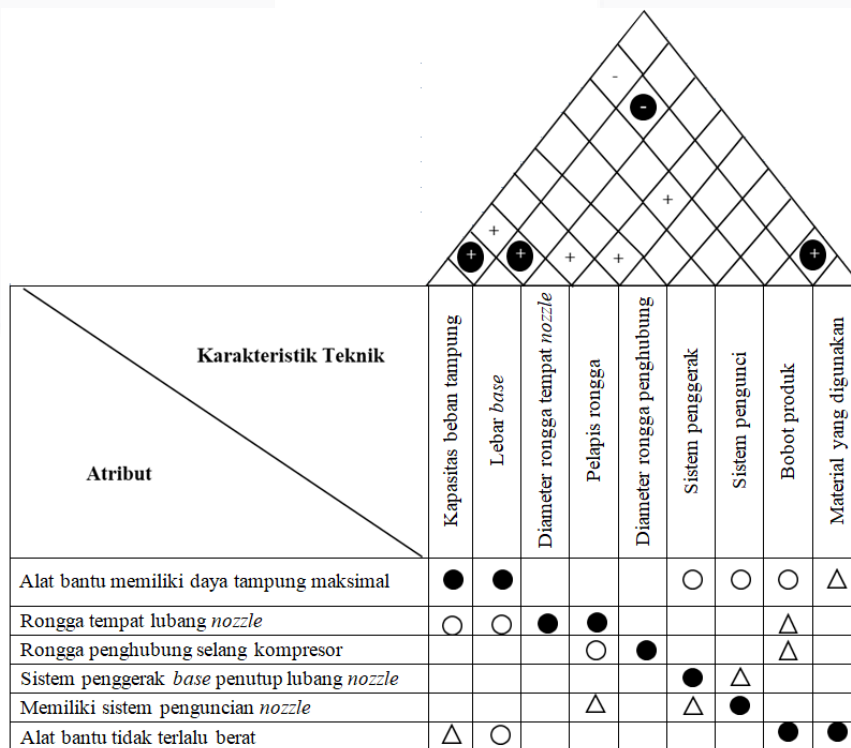 -
-
+
+
+ + + + +
Karakteristik Teknik
Atribut
Kapasitas beban tampung
Lebar base
Diameter rongga tempat nozzle
Pelapis rongga
Diameter rongga penghubung
Sistem penggerak
Sistem pengunci
Bobot produk
Material yang digunakan
Alat bantu memiliki daya tampung maksimal
Rongga tempat lubang nozzle
Rongga penghubung selang kompresor
Sistem penggerak base penutup lubang nozzle
Memiliki sistem penguncian nozzle
Alat bantu tidak terlalu berat